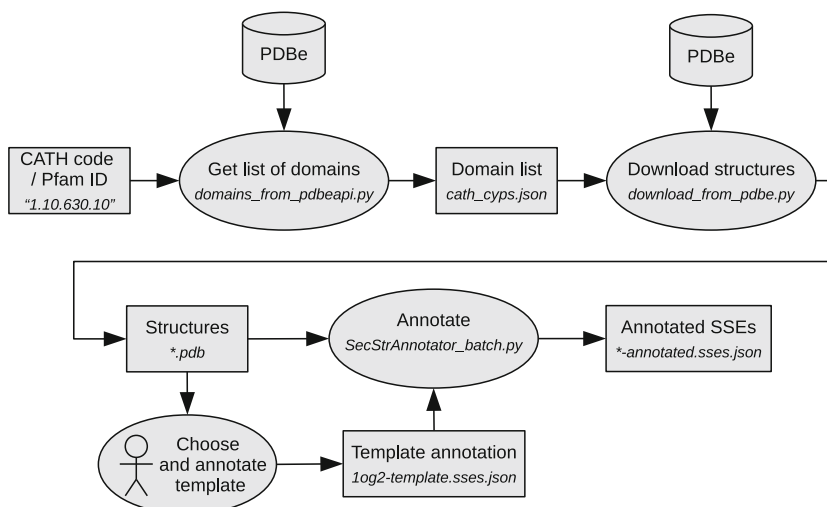 PDBe
PDBe
CATH code
/ Pfam ID
“1.10.630.10”
Get list of domains
domains_from_pdbeapi.py
Domain list
cath_cyps.json
Download structures
download_from_pdbe.py
Structures
*.pdb
Annotate
SecStrAnnotator_batch.py
Annotated SSEs
*-annotated.sses.json
Choose
and annotate
template
Template annotation
1og2-template.sses.json